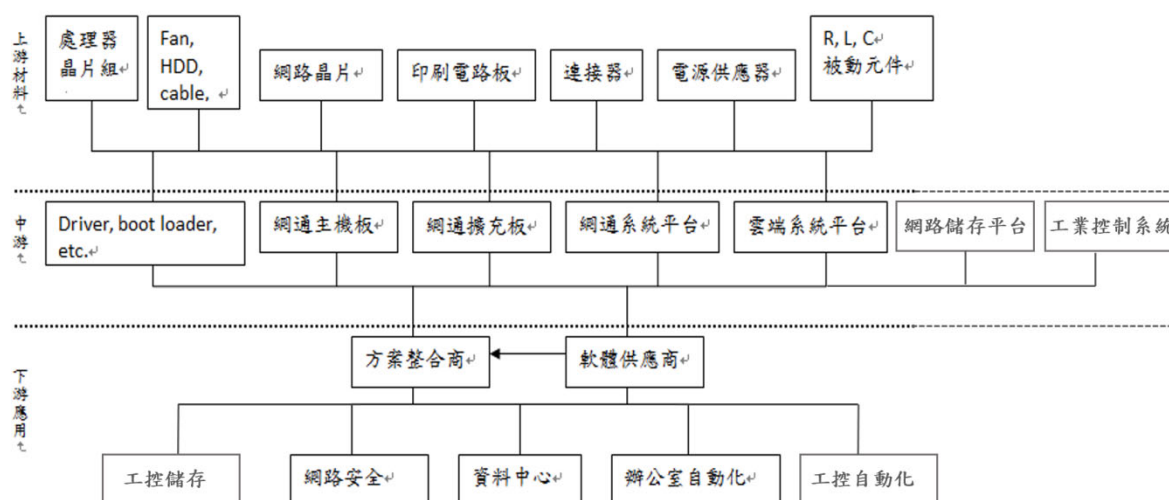 上游材料
處理器
晶片組
Fan,
HDD,
cable,
網路晶片
印刷電路板
連接器
電源供應器
R, L, C
被動元件
中游
Driver, boot loader,
etc.
網通主機板
網通擴充板
網通系統平台
雲端系統平台
網路儲存平台
工業控制系統
下游應用
方案整合商
軟體供應商
工控儲存
網路安全
資料中心
辦公室自動化
工控自動化